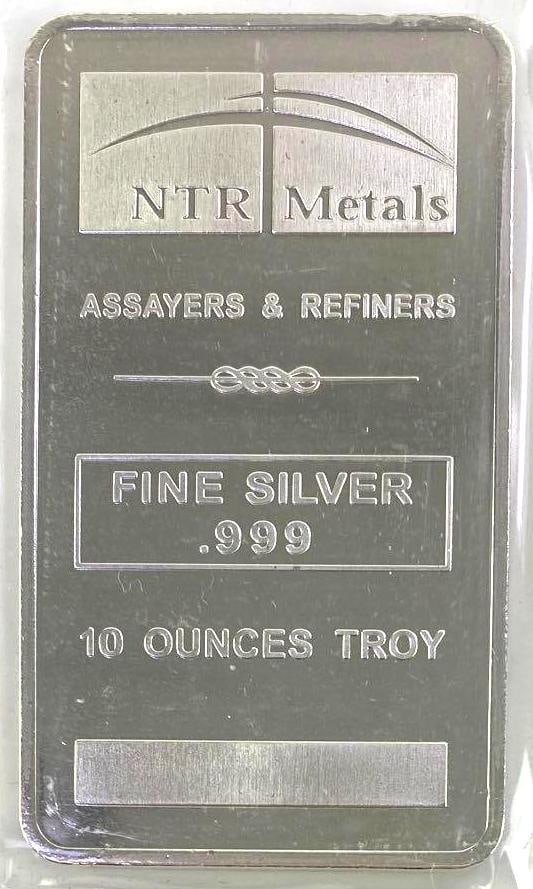 NTR Metals
ASSAYERS & REFINERS
FINE SILVER
.999
10 OUNCES TROY